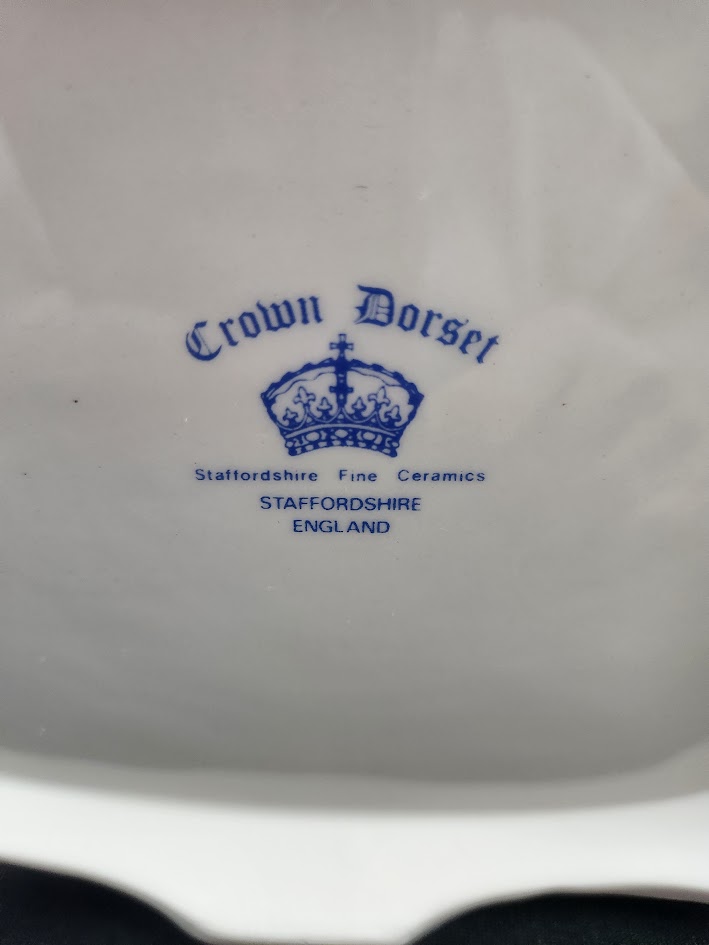 Crown Dorset
Staffordshire Fine Ceramics
STAFFORDSHIRE
ENGLAND